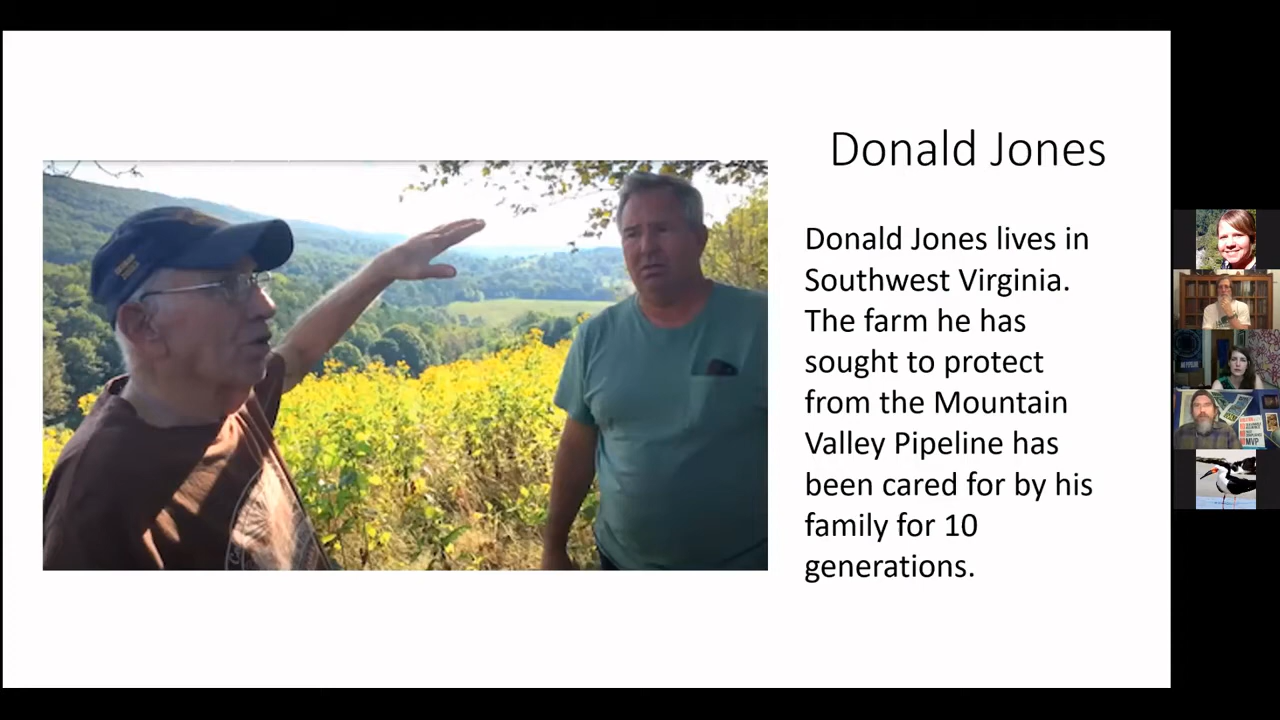 Donald Jones
Donald Jones lives in
Southwest Virginia.
The farm he has
sought to protect
from the Mountain
Valley Pipeline has
been cared for by his
family for 10
generations.
MVP